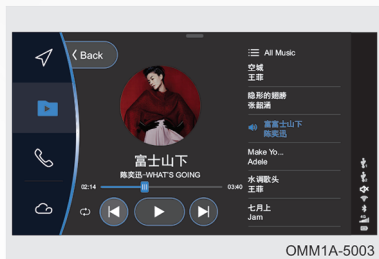 Back
All Music
空城
王菲
隐形的翅膀
张韶涵
富富士山下
陈奕迅
Make Yo...
Adele
水调歌头
王菲
七月上
Jam
富士山下
陈奕迅-WHAT'S GOING
02:14
03:40
4G
OMM1A-5003